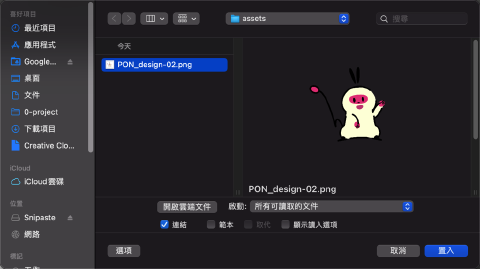 最好項目
最近項目
應用程式
Google...
桌面
文件
0-project
下載項目
Creative Clo...
iCloud
iCloud 雲碟
位置
Snipaste
網路
標記
assets
搜尋
今天
PON_design-02.png
PON_design-02.png
開啟雲端文件
啟動: 所有可讀取的文件
連結
範本
取代
顯示讀入選項
選項
取消
置入